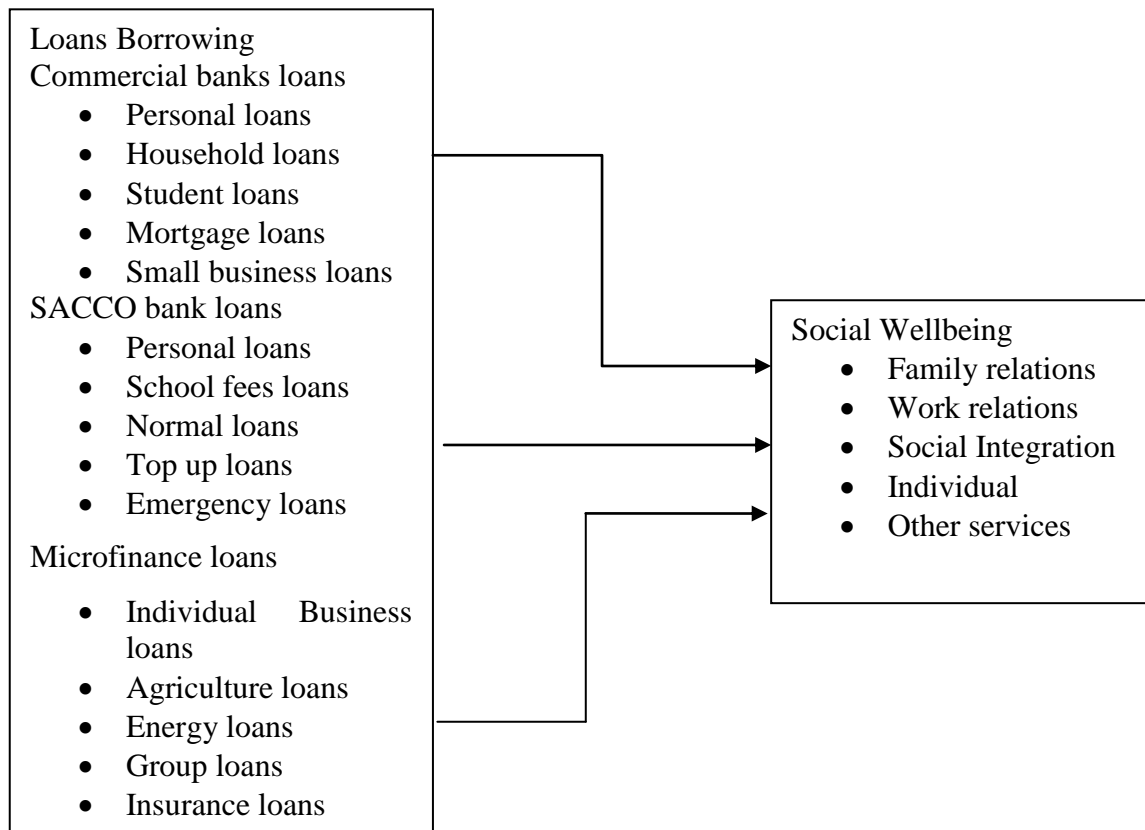 Loans Borrowing
Commercial banks loans
• Personal loans
• Household loans
• Student loans
• Mortgage loans
• Small business loans
SACCO bank loans
• Personal loans
• School fees loans
• Normal loans
• Top up loans
• Emergency loans
Microfinance loans
• Individual Business
loans
• Agriculture loans
• Energy loans
• Group loans
• Insurance loans
Social Wellbeing
• Family relations
• Work relations
• Social Integration
• Individual
• Other services